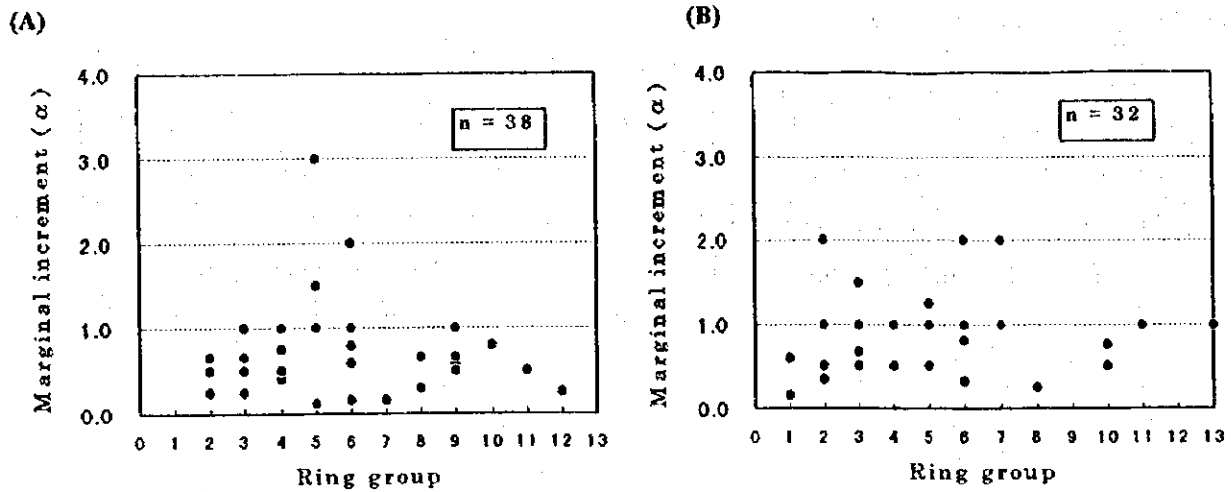 (A)
Marginal increment (α)
4.0
3.0
2.0
1.0
0.0
n = 38
0 1 2 3 4 5 6 7 8 9 10 11 12 13
Ring group
(B)
Marginal increment (α)
4.0
3.0
2.0
1.0
0.0
n = 32
0 1 2 3 4 5 6 7 8 9 10 11 12 13
Ring group